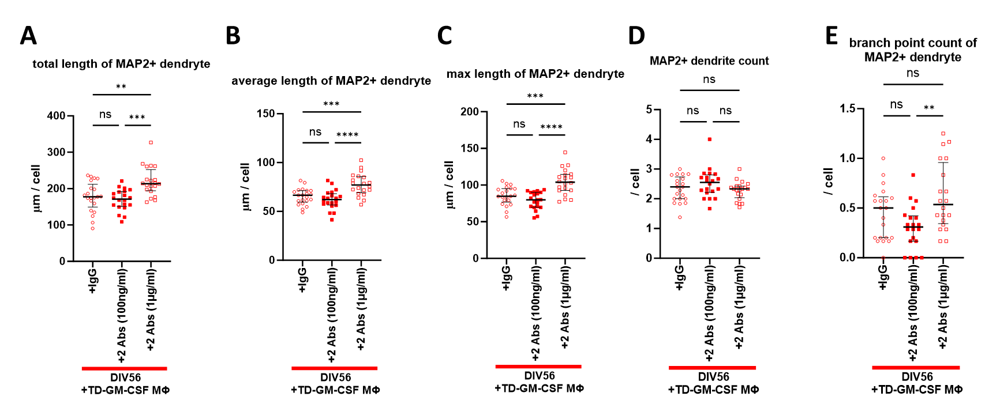 A
total length of MAP2+ dendryte
**
ns
***
400
300
200
100
0
µm / cell
+IgG
+2 Abs (100ng/ml)
+2 Abs (1µg/ml)
DIV56
+TD-GM-CSF MΦ
B
average length of MAP2+ dendryte
***
ns
****
150
100
50
0
µm / cell
+IgG
+2 Abs (100ng/ml)
+2 Abs (1µg/ml)
DIV56
+TD-GM-CSF MΦ
C
max length of MAP2+ dendryte
***
ns
****
200
150
100
50
0
µm / cell
+IgG
+2 Abs (100ng/ml)
+2 Abs (1µg/ml)
DIV56
+TD-GM-CSF MΦ
D
MAP2+ dendrite count
ns
ns
ns
5
4
3
2
1
0
/ cell
+IgG
+2 Abs (100ng/ml)
+2 Abs (1µg/ml)
DIV56
+TD-GM-CSF MΦ
E
branch point count of
MAP2+ dendryte
ns
ns
**
1.5
1.0
0.5
0.0
/ cell
+IgG
+2 Abs (100ng/ml)
+2 Abs (1µg/ml)
DIV56
+TD-GM-CSF MΦ